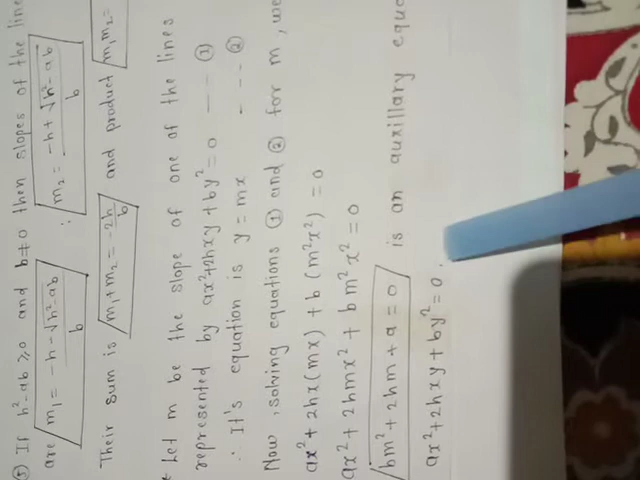 ⑤ If h²-ab ⩾ 0 and b≠0 then slopes of the line
are m₁ = -h-√h²-ab / b ; m₂ = -h+√h²-ab / b
Their sum is m₁+m₂ = -2h/b and product m₁m₂=
* Let m be the slope of one of the lines
represented by ax²+2hxy+by²=0 --- ①
∴ It's equation is y=mx --- ②
Now, solving equations ① and ② for m, we
ax²+2hx(mx)+b(m²x²)=0
ax²+2hmx²+bm²x²=0
bm²+2hm+a=0 is an auxillary equa
ax²+2hxy+by²=0.